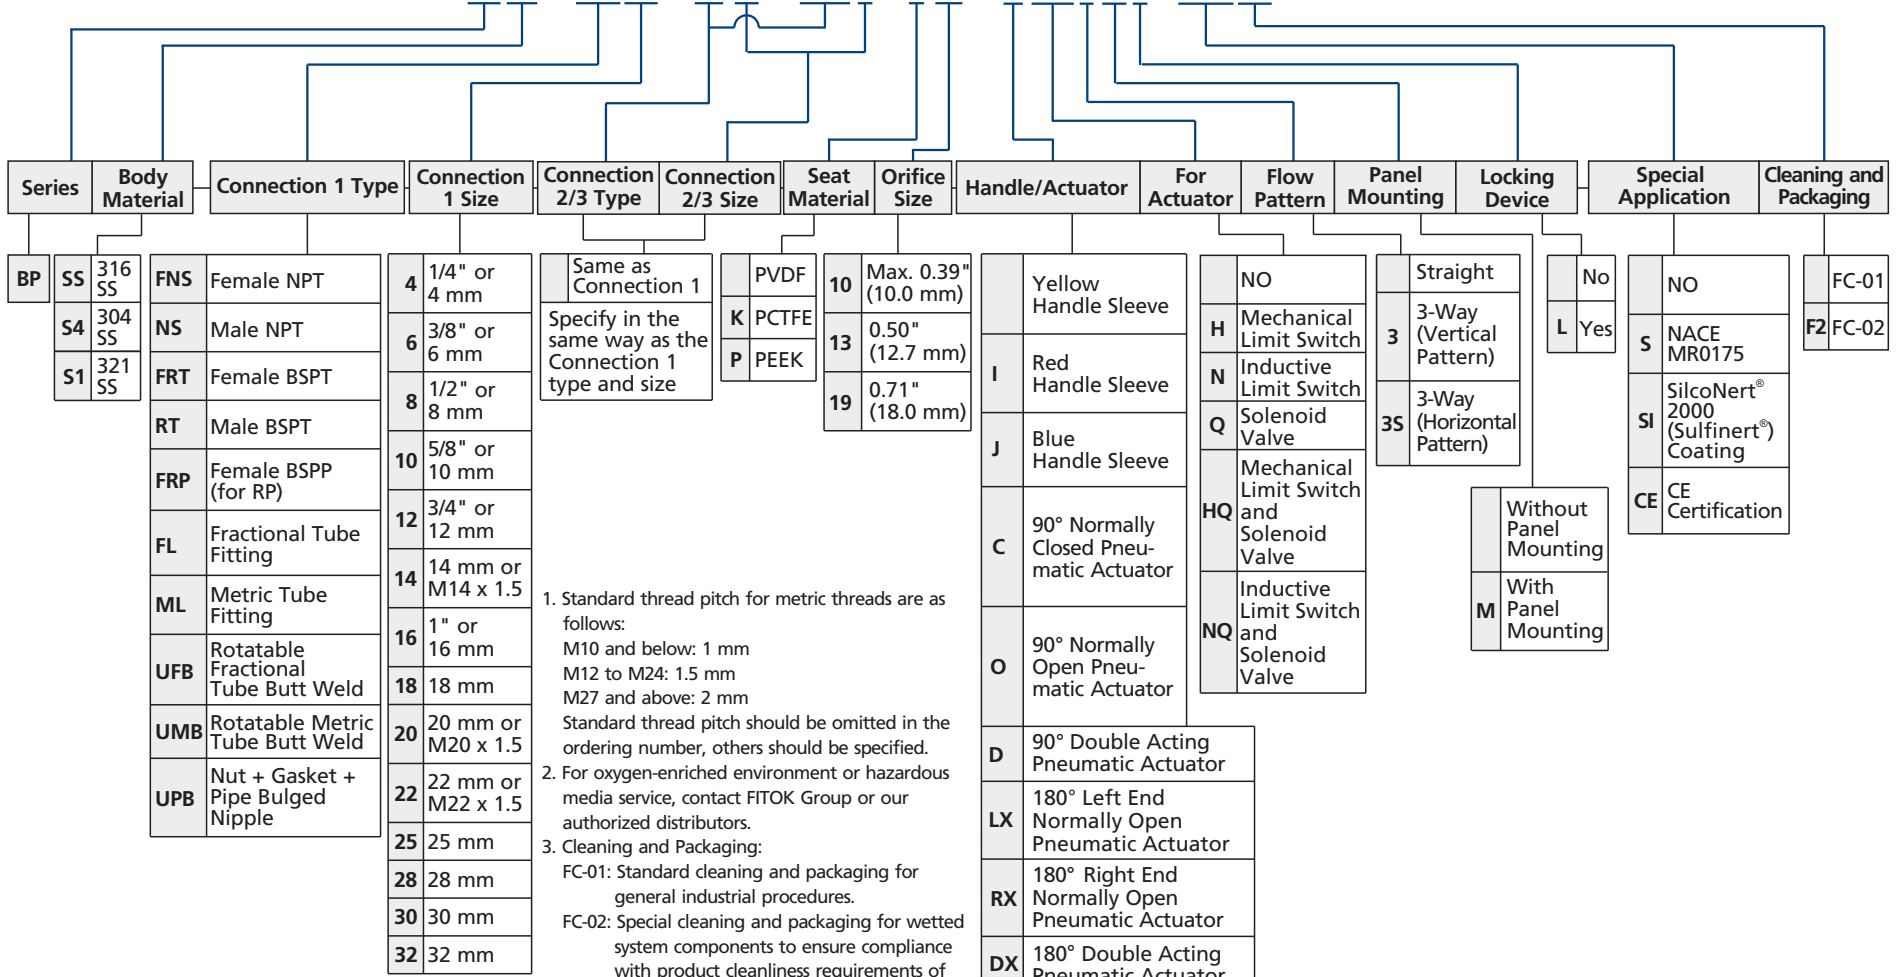 Series
Body
Material
Connection 1 Type
Connection
1 Size
Connection
2/3 Type
Connection
2/3 Size
Seat
Material
Orifice
Size
Handle/Actuator
For
Actuator
Flow
Pattern
Panel
Mounting
Locking
Device
Special
Application
Cleaning and
Packaging
BP
SS 316
SS
S4 304
SS
S1 321
SS
FNS Female NPT
NS Male NPT
FRT Female BSPT
RT Male BSPT
FRP Female BSPP
(for RP)
FL Fractional Tube
Fitting
ML Metric Tube
Fitting
UFB Rotatable
Fractional
Tube Butt Weld
UMB Rotatable Metric
Tube Butt Weld
UPB Nut + Gasket +
Pipe Bulged
Nipple
4 1/4" or
4 mm
6 3/8" or
6 mm
8 1/2" or
8 mm
10 5/8" or
10 mm
12 3/4" or
12 mm
14 14 mm or
M14 x 1.5
16 1" or
16 mm
18 18 mm
20 20 mm or
M20 x 1.5
22 22 mm or
M22 x 1.5
25 25 mm
28 28 mm
30 30 mm
32 32 mm
Same as
Connection 1
Specify in the
same way as the
Connection 1
type and size
PVDF
K PCTFE
P PEEK
10 Max. 0.39"
(10.0 mm)
13 0.50"
(12.7 mm)
19 0.71"
(18.0 mm)
Yellow
Handle Sleeve
I Red
Handle Sleeve
J Blue
Handle Sleeve
C 90° Normally
Closed Pneu-
matic Actuator
O 90° Normally
Open Pneu-
matic Actuator
D 90° Double Acting
Pneumatic Actuator
LX 180° Left End
Normally Open
Pneumatic Actuator
RX 180° Right End
Normally Open
Pneumatic Actuator
DX 180° Double Acting
Pneumatic Actuator
NO
H Mechanical
Limit Switch
N Inductive
Limit Switch
Q Solenoid
Valve
HQ Mechanical
Limit Switch
and
Solenoid
Valve
NQ Inductive
Limit Switch
and
Solenoid
Valve
Straight
3 3-Way
(Vertical
Pattern)
3S 3-Way
(Horizontal
Pattern)
Without
Panel
Mounting
M With
Panel
Mounting
No
L Yes
NO
S NACE
MR0175
SI SilcoNert®
2000
(Sulfinert®)
Coating
CE CE
Certification
FC-01
F2 FC-02
1. Standard thread pitch for metric threads are as
follows:
M10 and below: 1 mm
M12 to M24: 1.5 mm
M27 and above: 2 mm
Standard thread pitch should be omitted in the
ordering number, others should be specified.
2. For oxygen-enriched environment or hazardous
media service, contact FITOK Group or our
authorized distributors.
3. Cleaning and Packaging:
FC-01: Standard cleaning and packaging for
general industrial procedures.
FC-02: Special cleaning and packaging for wetted
system components to ensure compliance
with product cleanliness requirements of